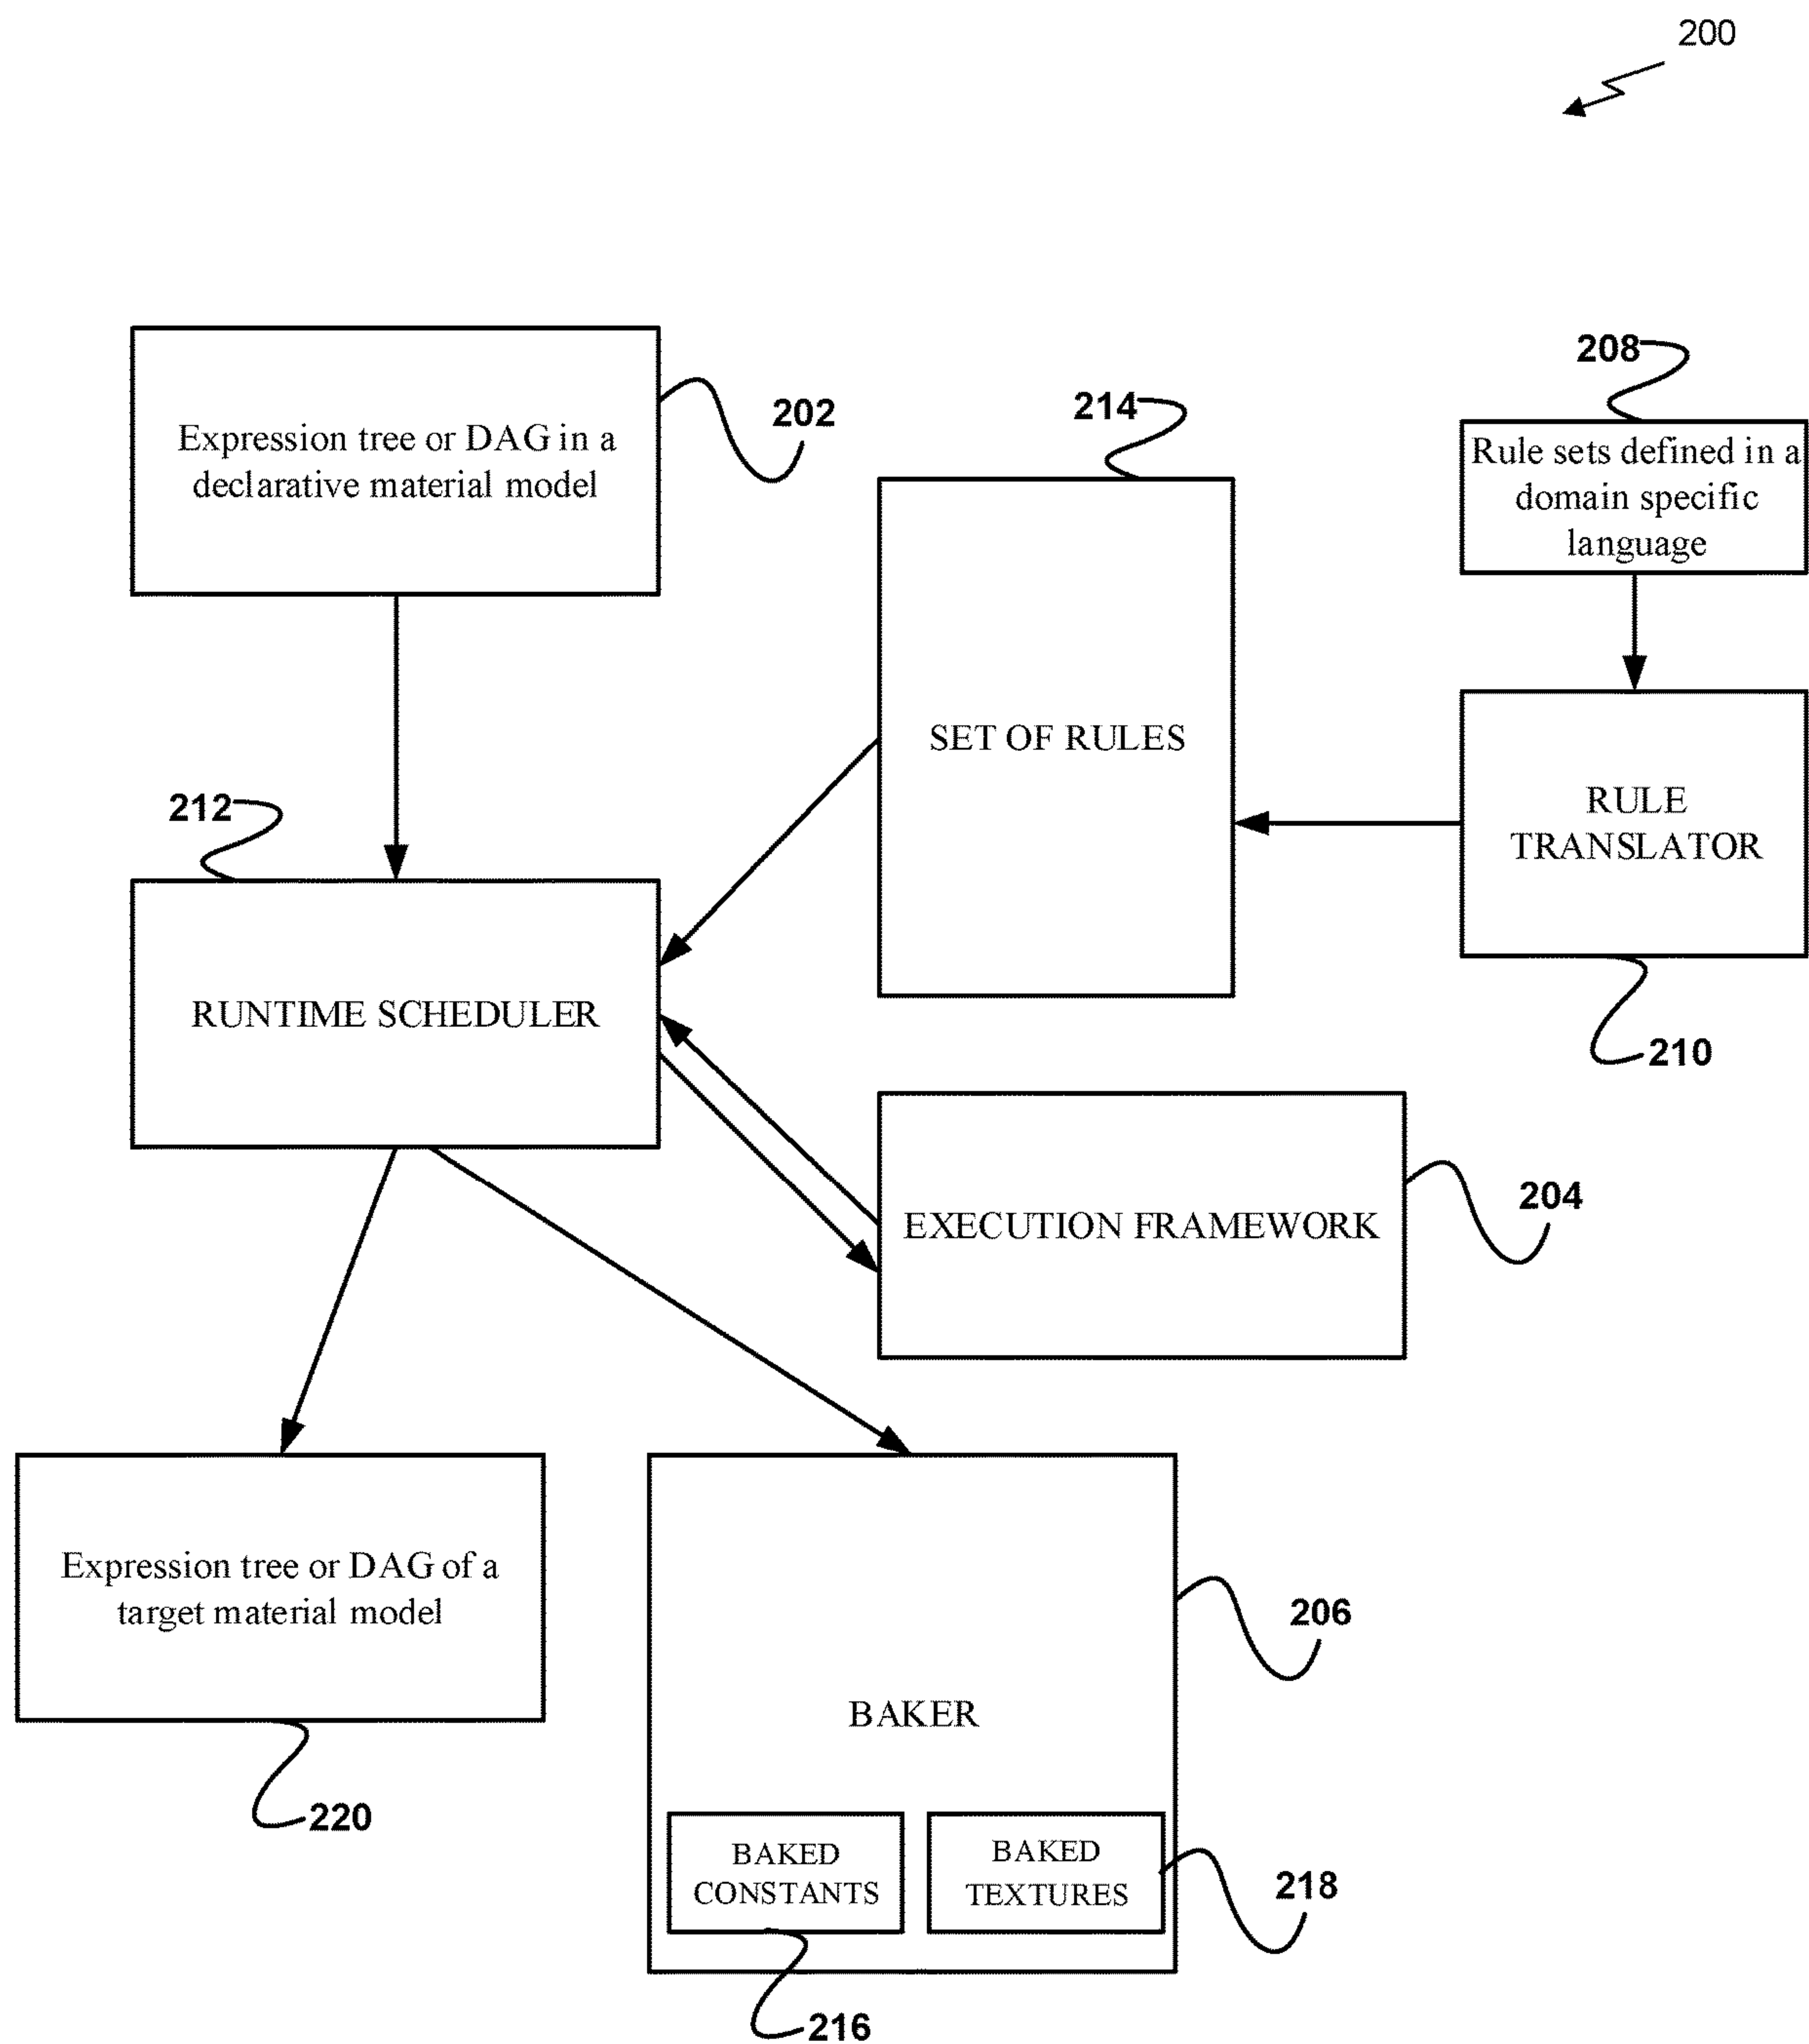 200
208
Rule sets defined in a
domain specific
language
202
Expression tree or DAG in a
declarative material model
214
SET OF RULES
RULE
TRANSLATOR
210
212
RUNTIME SCHEDULER
EXECUTION FRAMEWORK
204
Expression tree or DAG of a
target material model
220
BAKER
206
BAKED
CONSTANTS
216
BAKED
TEXTURES
218